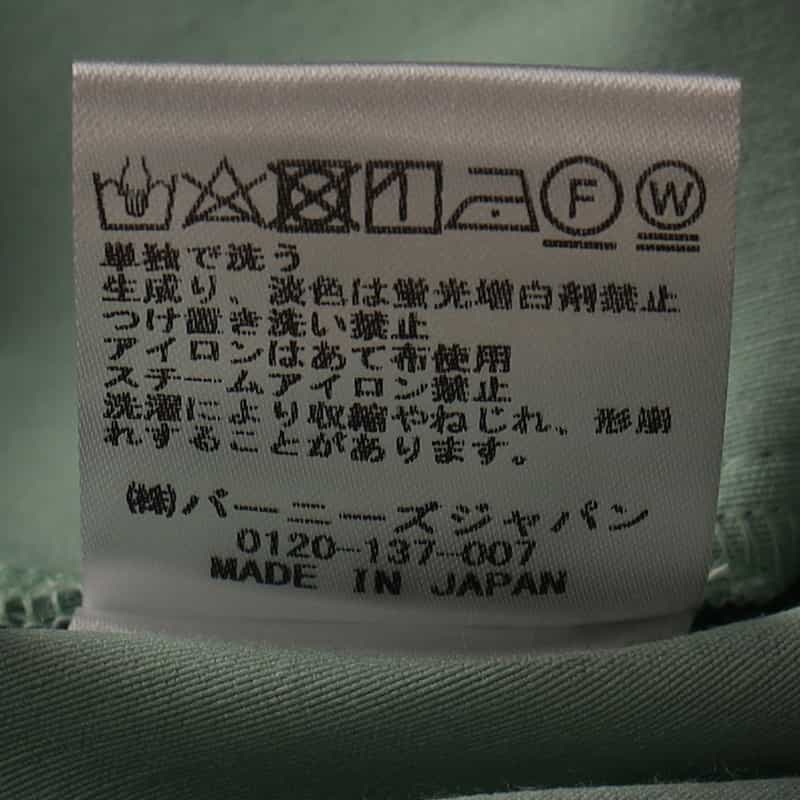 F W
単独で洗う
生成り、淡色は蛍光増白剤禁止
つけ置き洗い禁止
アイロンはあて布使用
スチームアイロン禁止
洗濯により収縮やねじれ、形崩
れすることがあります。
㈱バーニーズジャパン
0120-137-007
MADE IN JAPAN